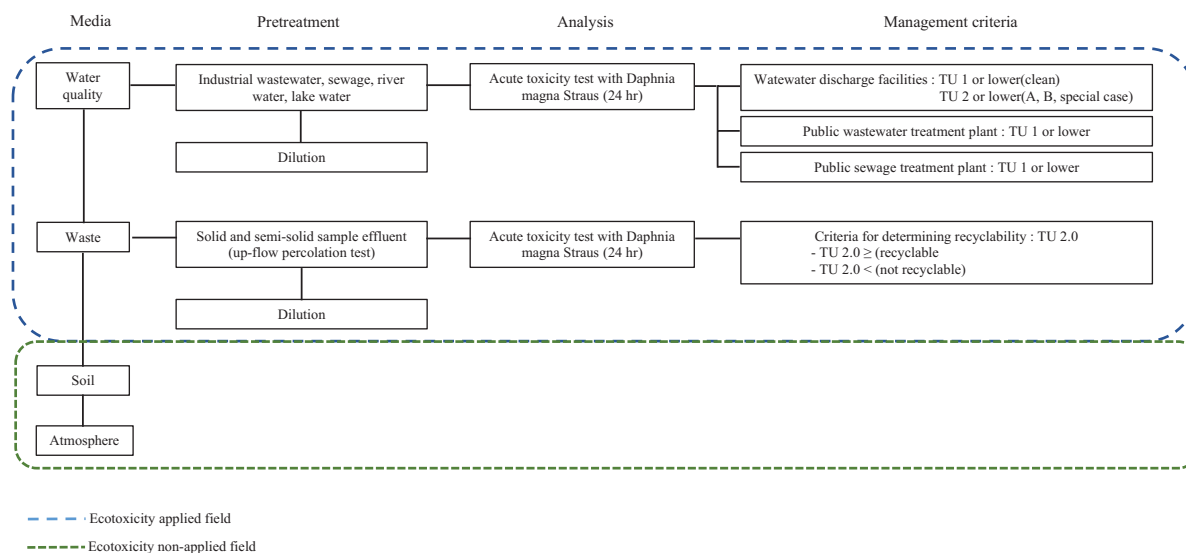 Media
Pretreatment
Analysis
Management criteria
Water
quality
Industrial wastewater, sewage, river
water, lake water
Acute toxicity test with Daphnia
magna Straus (24 hr)
Watewater discharge facilities : TU 1 or lower(clean)
TU 2 or lower(A, B, special case)
Public wastewater treatment plant : TU 1 or lower
Dilution
Public sewage treatment plant : TU 1 or lower
Waste
Solid and semi-solid sample effluent
(up-flow percolation test)
Acute toxicity test with Daphnia
magna Straus (24 hr)
Criteria for determining recyclability : TU 2.0
- TU 2.0 ≥ (recyclable
- TU 2.0 < (not recyclable)
Dilution
Soil
Atmosphere
Ecotoxicity applied field
Ecotoxicity non-applied field